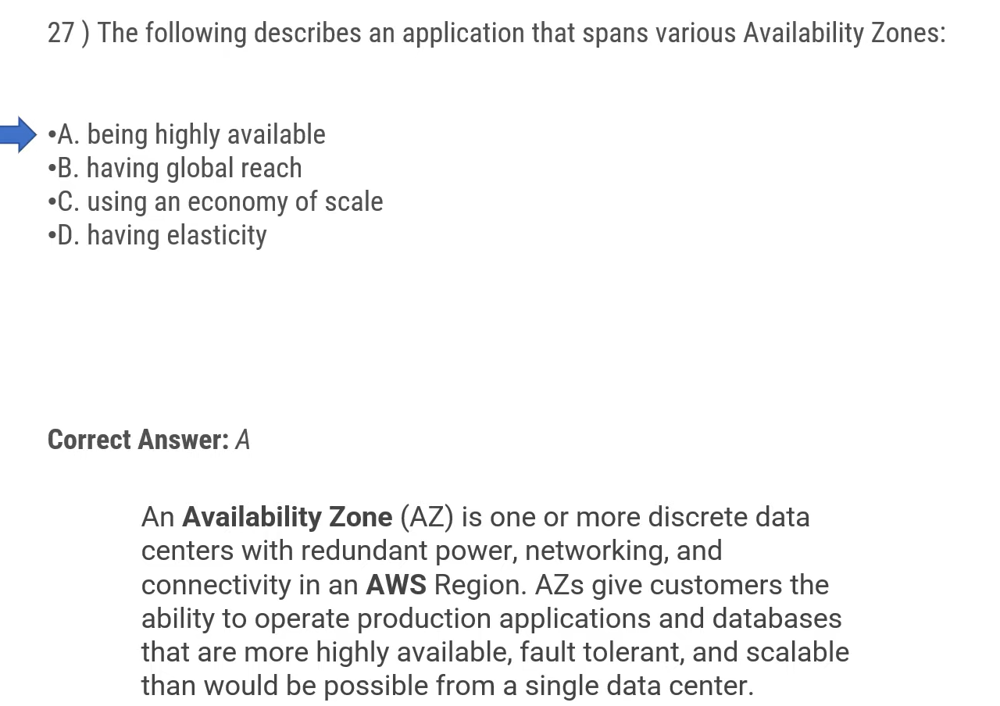 27 ) The following describes an application that spans various Availability Zones:
•A. being highly available
•B. having global reach
•C. using an economy of scale
•D. having elasticity
Correct Answer: A
An Availability Zone (AZ) is one or more discrete data
centers with redundant power, networking, and
connectivity in an AWS Region. AZs give customers the
ability to operate production applications and databases
that are more highly available, fault tolerant, and scalable
than would be possible from a single data center.